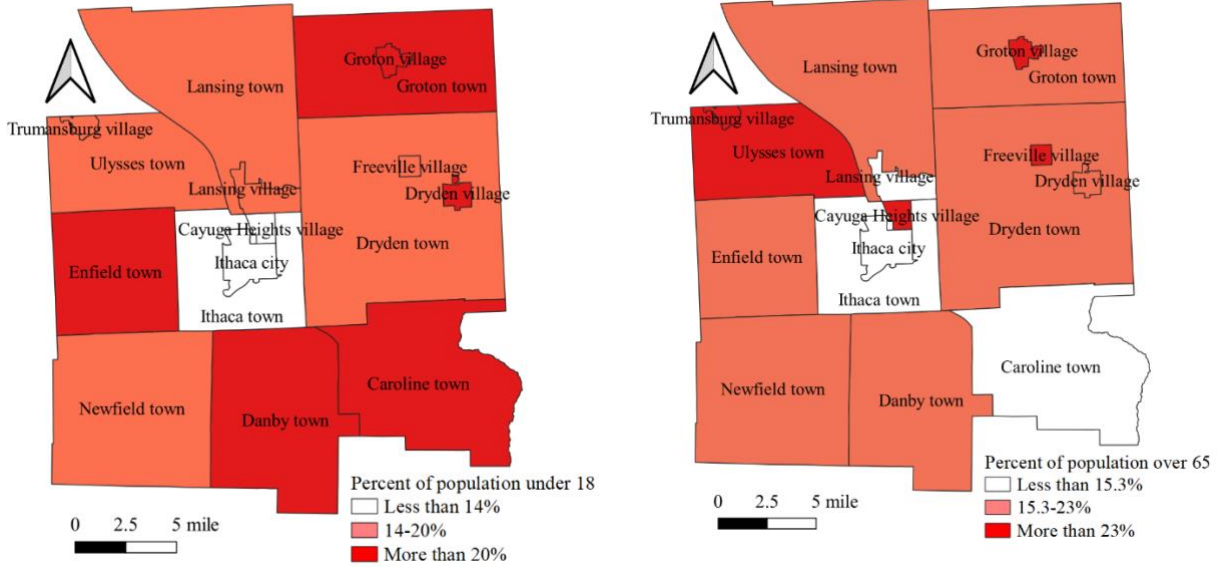 Groton village
Groton town
Lansing town
Trumansburg village
Ulysses town
Freeville village
Lansing village
Dryden village
Cayuga Heights village
Dryden town
Enfield town
Ithaca city
Ithaca town
Caroline town
Newfield town
Danby town
Percent of population under 18
Less than 14%
14-20%
More than 20%
0 2.5 5 mile
Groton village
Lansing town
Groton town
Trumansburg village
Ulysses town
Freeville village
Lansing village
Dryden village
Cayuga Heights village
Dryden town
Enfield town
Ithaca city
Ithaca town
Caroline town
Newfield town
Danby town
Percent of population over 65
Less than 15.3%
15.3-23%
More than 23%
0 2.5 5 mile